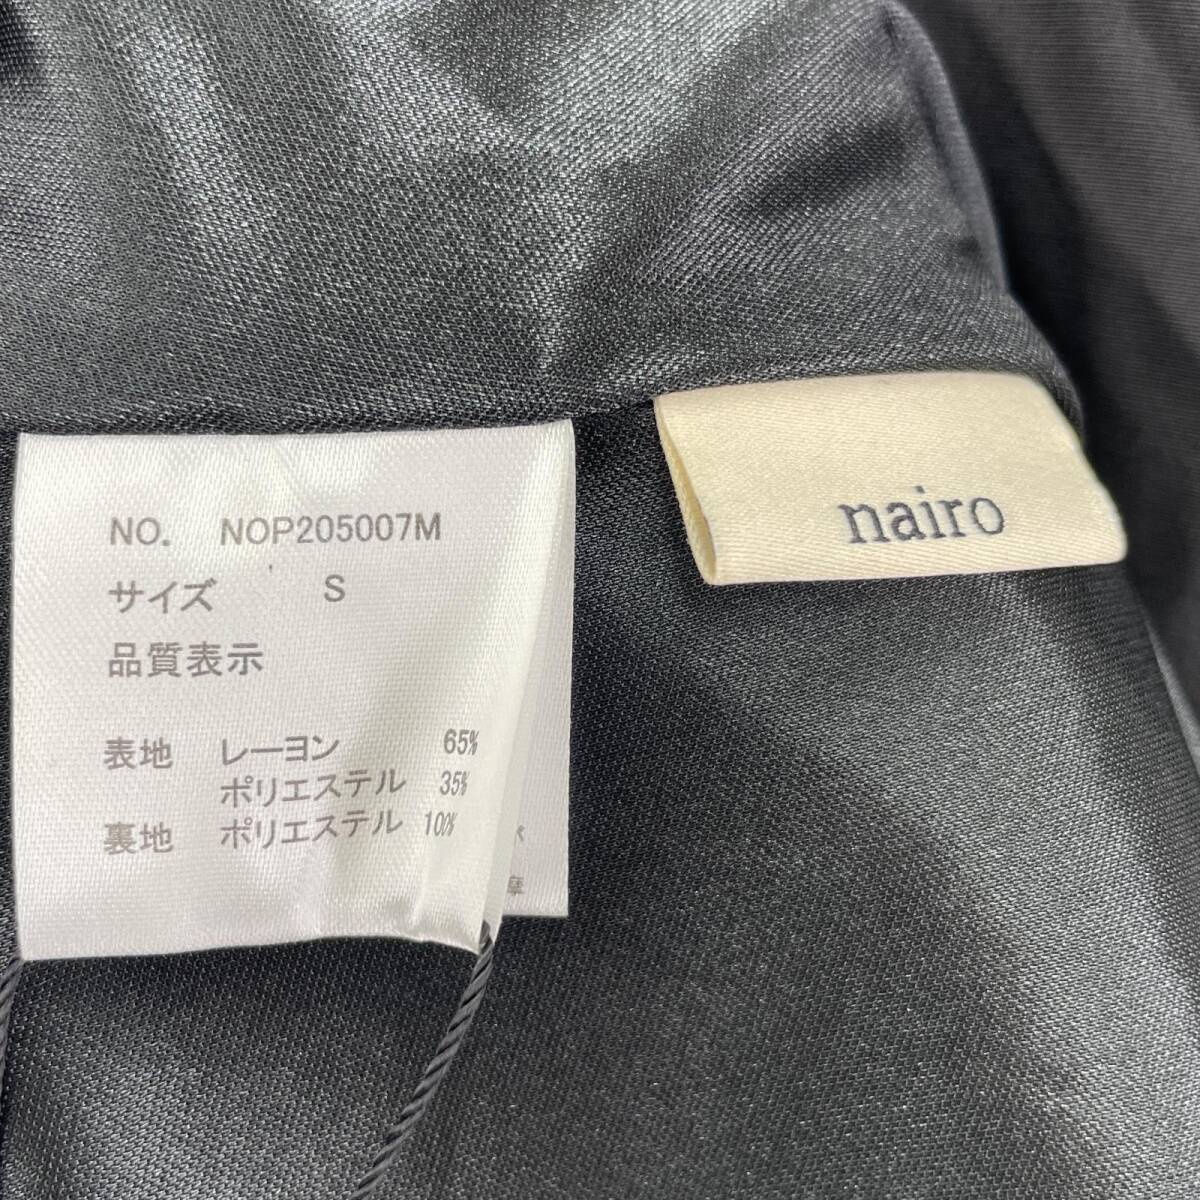 NO. NOP205007M
サイズ S
品質表示
表地 レーヨン 65%
ポリエステル 35%
裏地 ポリエステル 100%
nairo